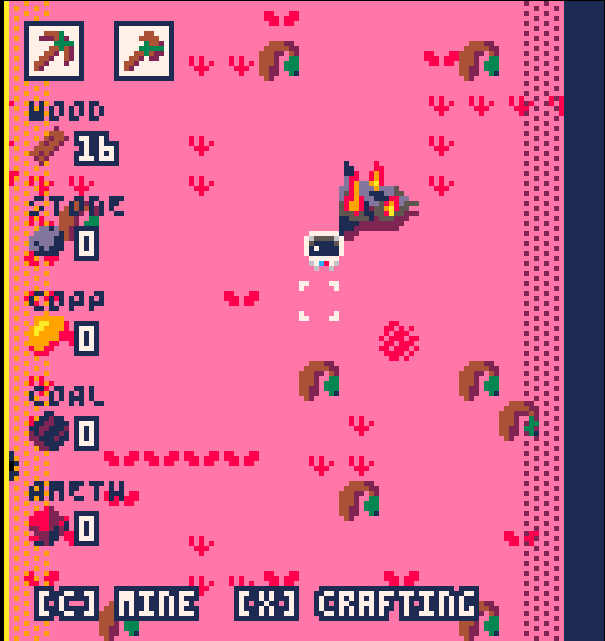 WOOD
16
STONE
0
COPP
0
COAL
0
AMETH
0
[C] MINE [X] CRAFTING